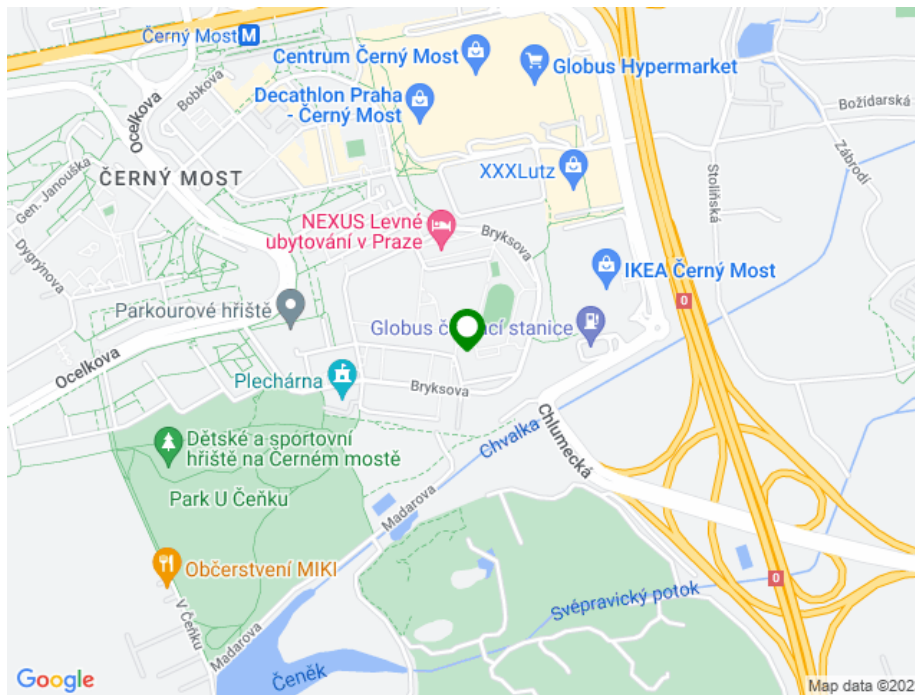 Černý Most M
Centrum Černý Most
Globus Hypermarket
Bobkova
Decathlon Praha
- Černý Most
Ocelkova
Božídarská
Zábrodí
Gen. Janouška
ČERNÝ MOST
XXXLutz
Stoliňská
NEXUS Levné
ubytování v Praze
Bryksova
Dygrýnova
IKEA Černý Most
Parkourové hřiště
0
Globus
stanice
Ocelkova
Plechárna
Bryksova
Chlumecká
Chvalka
Dětské a sportovní
hřiště na Černém mostě
Park U Čeňku
Madarova
Občerstvení MIKI
0
V Čeňku
Svépravický potok
Madarova
Čeněk
Google
Map data ©202